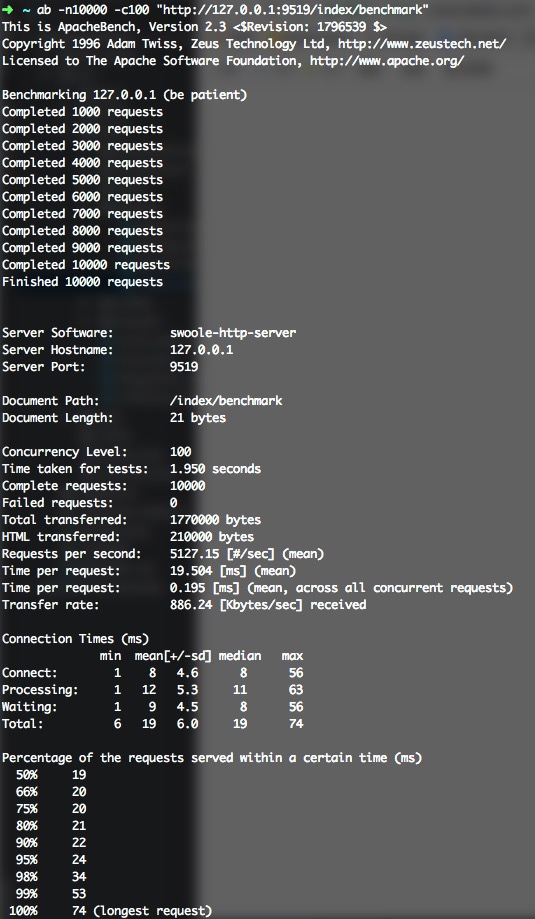 ➜ ~ ab -n10000 -c100 "http://127.0.0.1:9519/index/benchmark"
This is ApacheBench, Version 2.3 <$Revision: 1796539 $>
Copyright 1996 Adam Twiss, Zeus Technology Ltd, http://www.zeustech.net/
Licensed to The Apache Software Foundation, http://www.apache.org/

Benchmarking 127.0.0.1 (be patient)
Completed 1000 requests
Completed 2000 requests
Completed 3000 requests
Completed 4000 requests
Completed 5000 requests
Completed 6000 requests
Completed 7000 requests
Completed 8000 requests
Completed 9000 requests
Completed 10000 requests
Finished 10000 requests


Server Software:        swoole-http-server
Server Hostname:        127.0.0.1
Server Port:            9519

Document Path:          /index/benchmark
Document Length:        21 bytes

Concurrency Level:      100
Time taken for tests:   1.950 seconds
Complete requests:      10000
Failed requests:        0
Total transferred:      1770000 bytes
HTML transferred:       210000 bytes
Requests per second:    5127.15 [#/sec] (mean)
Time per request:       19.504 [ms] (mean)
Time per request:       0.195 [ms] (mean, across all concurrent requests)
Transfer rate:          886.24 [Kbytes/sec] received

Connection Times (ms)
              min  mean[+/-sd] median   max
Connect:        1    8   4.6      8      56
Processing:     1   12   5.3     11      63
Waiting:        1    9   4.5      8      56
Total:          6   19   6.0     19      74

Percentage of the requests served within a certain time (ms)
  50%     19
  66%     20
  75%     20
  80%     21
  90%     22
  95%     24
  98%     34
  99%     53
 100%     74 (longest request)